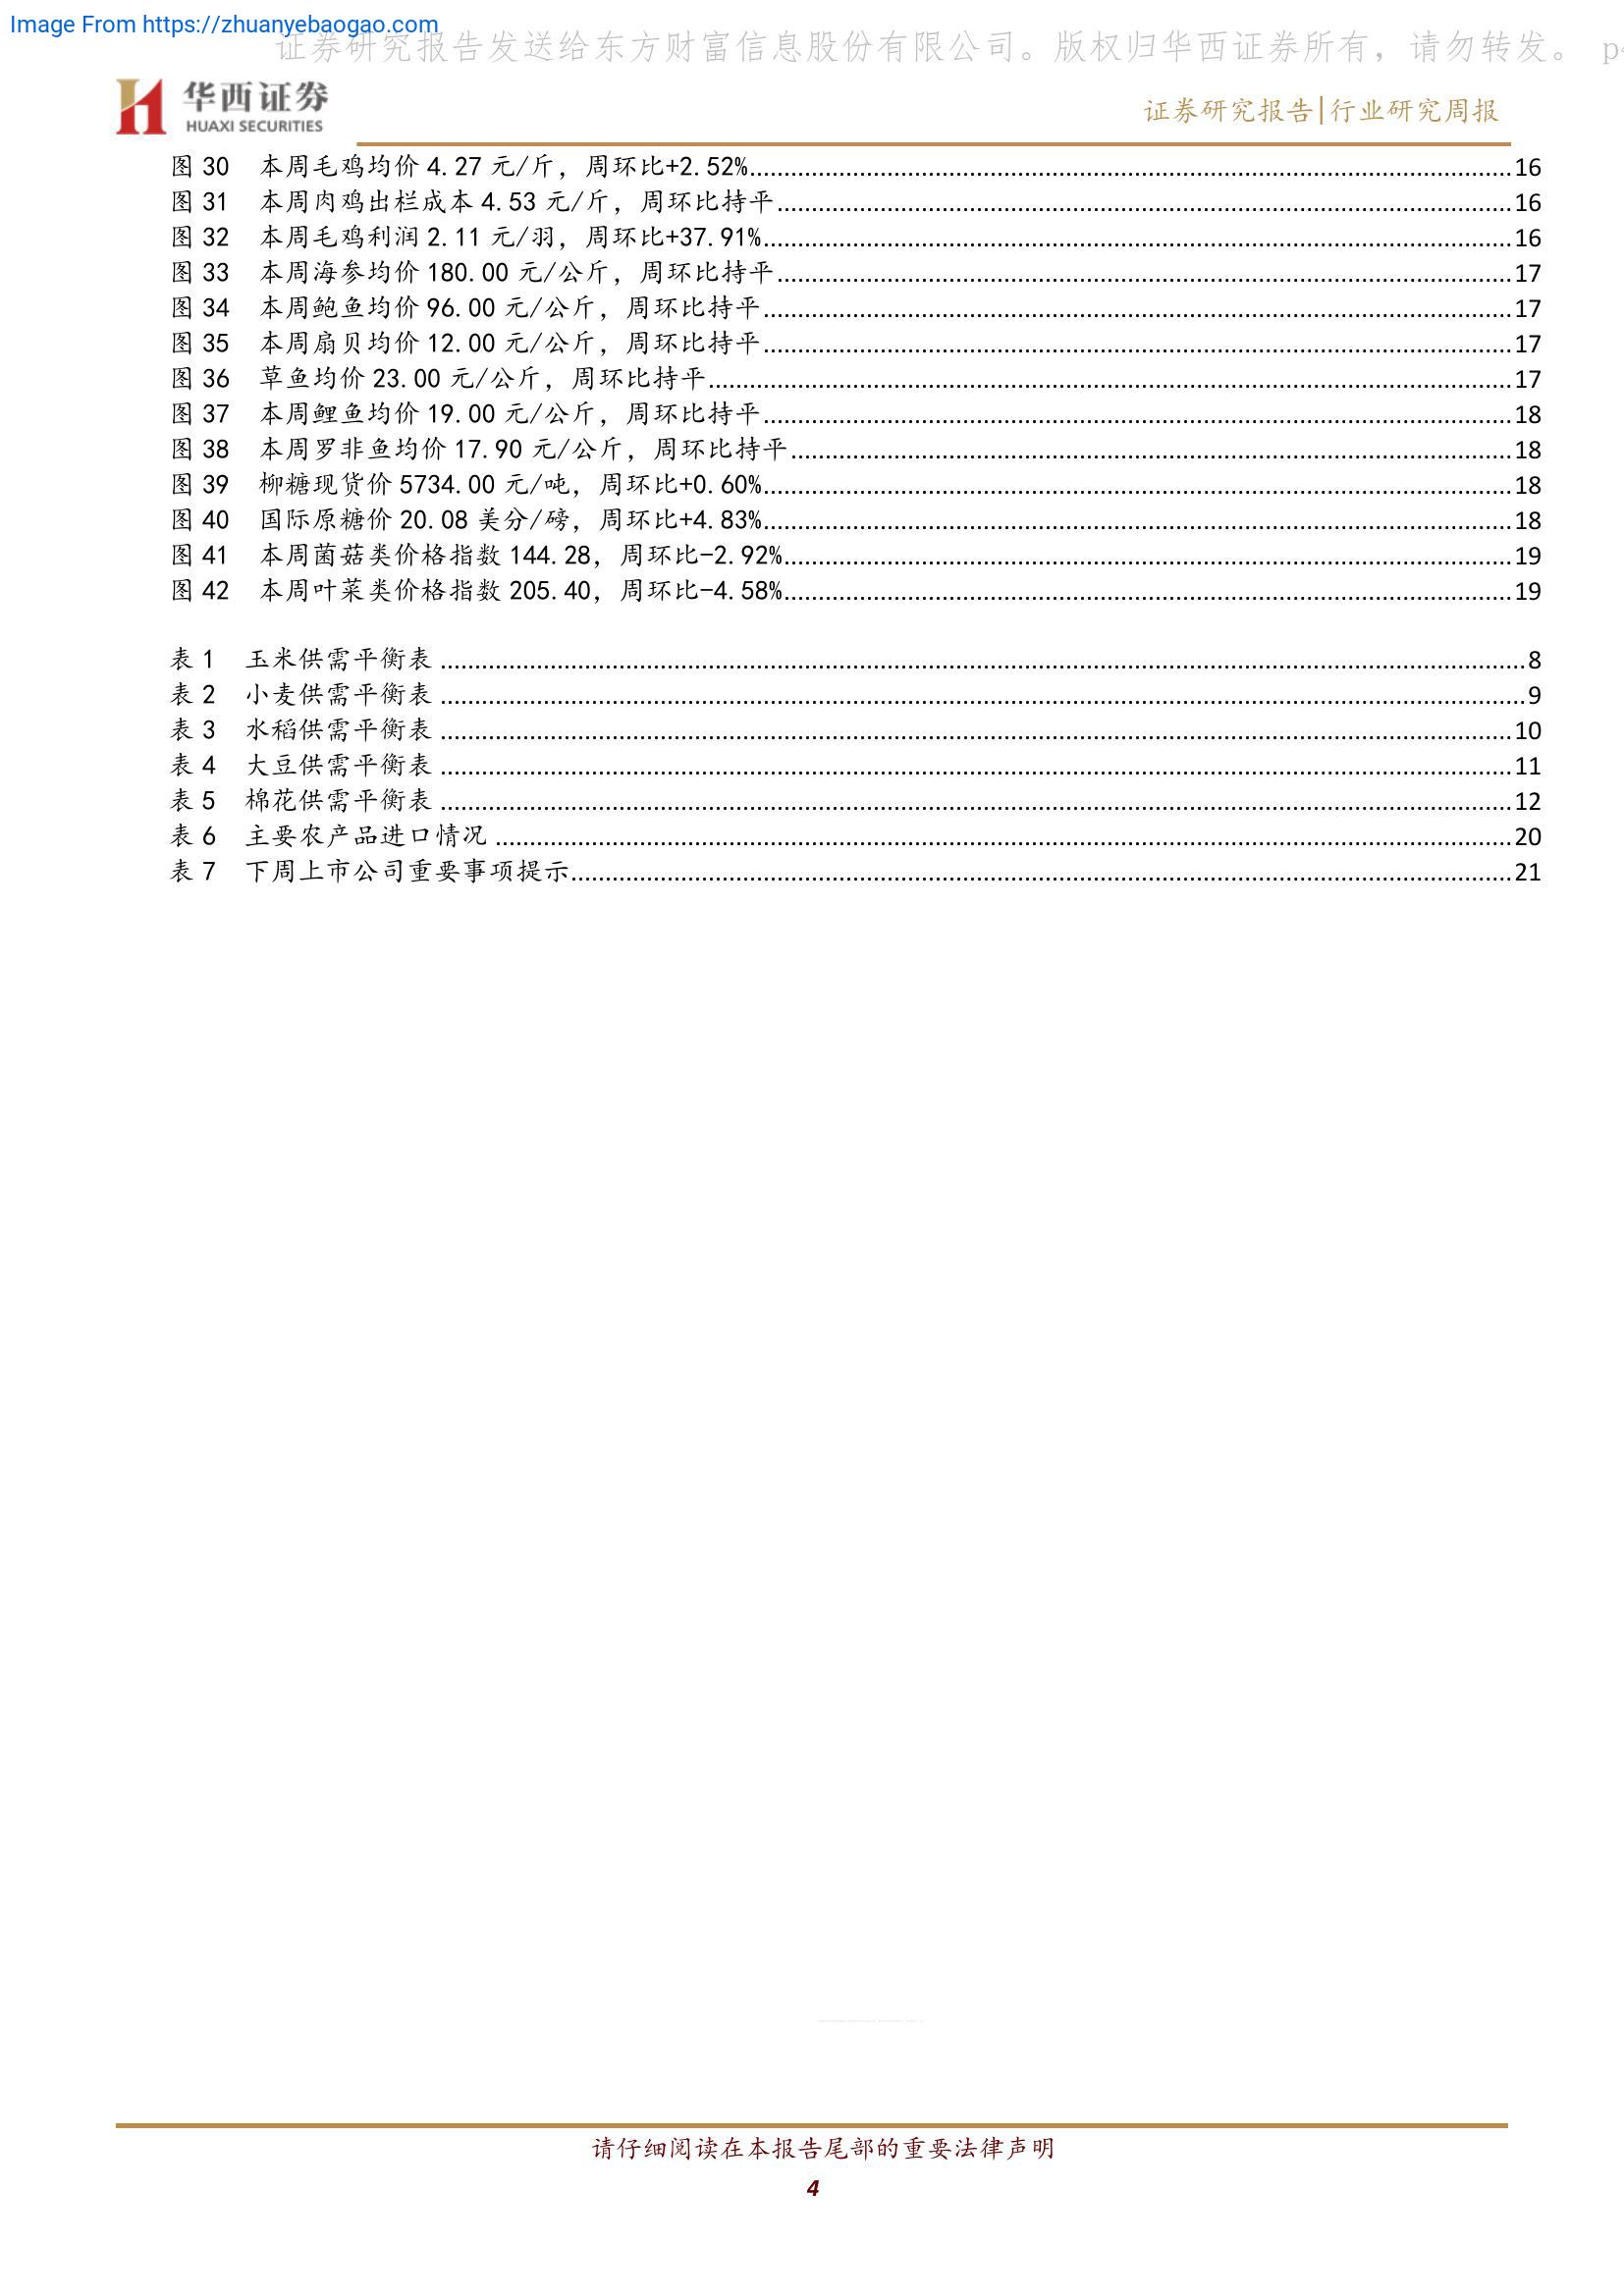 Image From https://zhuanyebaogao.com
证券研究报告发送给东方财富信息股份有限公司。版权归华西证券所有，请勿转发。 p
华西证券
HUAXI SECURITIES
证券研究报告|行业研究周报
图 30 本周毛鸡均价 4.27 元/斤，周环比+2.52%....................16
图 31 本周肉鸡出栏成本 4.53 元/斤，周环比持平....................16
图 32 本周毛鸡利润 2.11 元/羽，周环比+37.91%....................16
图 33 本周海参均价 180.00 元/公斤，周环比持平....................17
图 34 本周鲍鱼均价 96.00 元/公斤，周环比持平....................17
图 35 本周扇贝均价 12.00 元/公斤，周环比持平....................17
图 36 草鱼均价 23.00 元/公斤，周环比持平....................17
图 37 本周鲤鱼均价 19.00 元/公斤，周环比持平....................18
图 38 本周罗非鱼均价 17.90 元/公斤，周环比持平....................18
图 39 柳糖现货价 5734.00 元/吨，周环比+0.60%....................18
图 40 国际原糖价 20.08 美分/磅，周环比+4.83%....................18
图 41 本周菌菇类价格指数 144.28，周环比-2.92%....................19
图 42 本周叶菜类价格指数 205.40，周环比-4.58%....................19
表 1 玉米供需平衡表....................8
表 2 小麦供需平衡表....................9
表 3 水稻供需平衡表....................10
表 4 大豆供需平衡表....................11
表 5 棉花供需平衡表....................12
表 6 主要农产品进口情况....................20
表 7 下周上市公司重要事项提示....................21
请仔细阅读在本报告尾部的重要法律声明
4